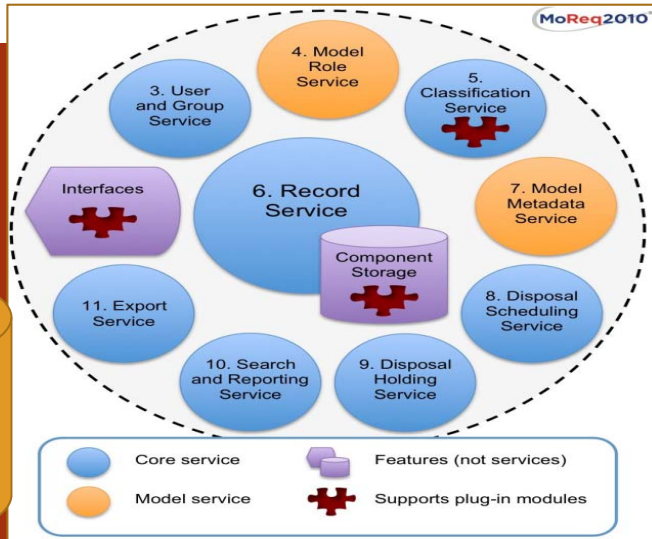 MoReq2010
4. Model
Role
Service
3. User
and Group
Service
5.
Classification
Service
Interfaces
6. Record
Service
7. Model
Metadata
Service
Component
Storage
11. Export
Service
8. Disposal
Scheduling
Service
10. Search
and Reporting
Service
9. Disposal
Holding
Service
Core service
Features (not services)
Model service
Supports plug-in modules